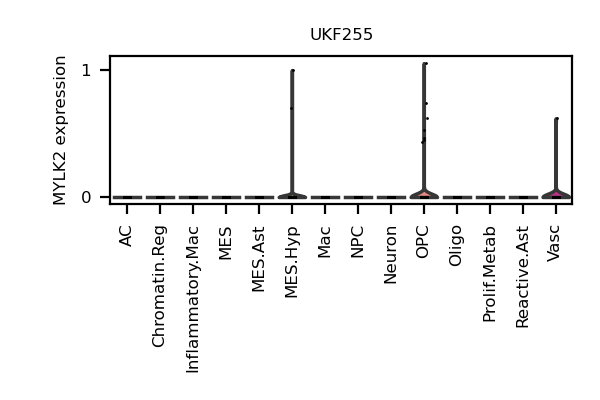 UKF255
MYLK2 expression
1
0
AC
Chromatin.Reg
Inflammatory.Mac
MES
MES.Ast
MES.Hyp
Mac
NPC
Neuron
OPC
Oligo
Prolif.Metab
Reactive.Ast
Vasc